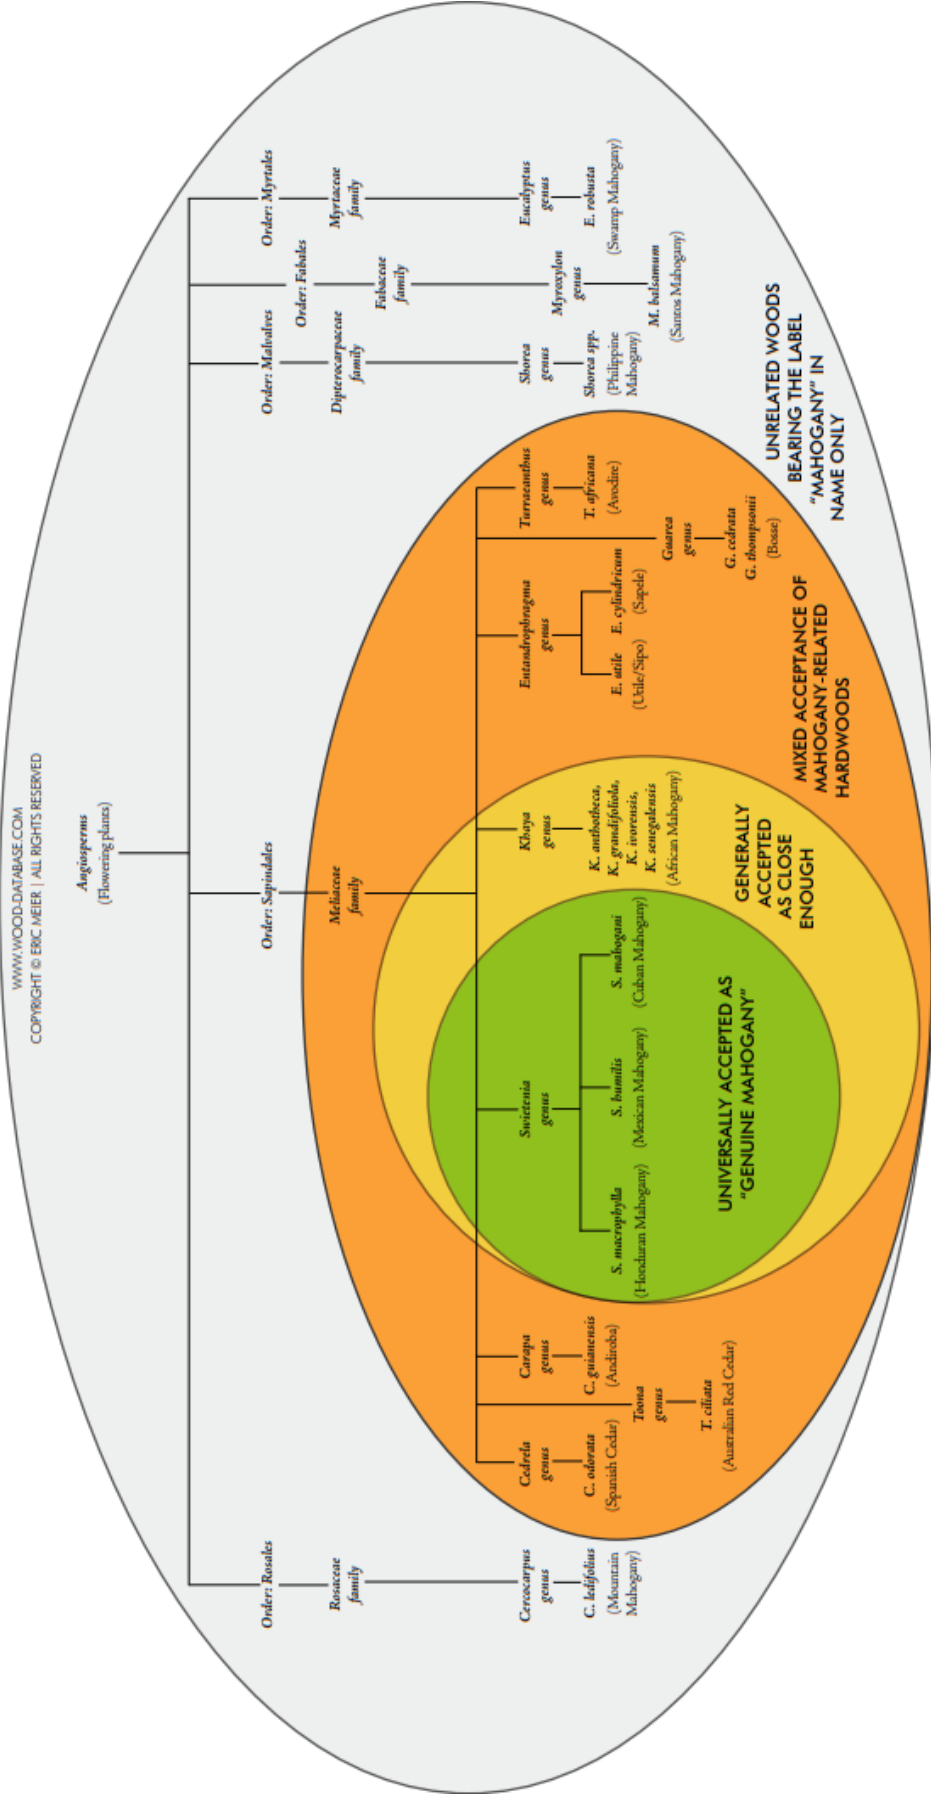 WWW.WOOD-DATABASE.COM
COPYRIGHT © ERIC MEIER | ALL RIGHTS RESERVED
Angiosperms
(Flowering plants)
Order: Rosales
Order: Sapindales
Order: Malvalves
Order: Fabales
Order: Myrtales
Rosaceae
family
Meliaceae
family
Dipterocarpaceae
family
Fabaceae
family
Myrtaceae
family
Cercocarpus
genus
C. ledifolius
(Mountain
Mahogany)
Cedrela
genus
C. odorata
(Spanish Cedar)
Toona
genus
T. ciliata
(Australian Red Cedar)
Carapa
genus
C. guianensis
(Andiroba)
Swietenia
genus
S. macrophylla
(Honduran Mahogany)
S. humilis
(Mexican Mahogany)
S. mahogani
(Cuban Mahogany)
Khaya
genus
K. anthotheca,
K. grandifoliola,
K. ivorensis,
K. senegalensis
(African Mahogany)
Entandrophragma
genus
E. utile
(Utile/Sipo)
E. cylindricum
(Sapele)
Guarea
genus
G. cedrata
G. thompsonii
(Bosse)
Turraeanthus
genus
T. africana
(Avodire)
Shorea
genus
Shorea spp.
(Philippine
Mahogany)
Myroxylon
genus
M. balsamum
(Santos Mahogany)
Eucalyptus
genus
E. robusta
(Swamp Mahogany)
UNIVERSALLY ACCEPTED AS
"GENUINE MAHOGANY"
GENERALLY
ACCEPTED
AS CLOSE
ENOUGH
MIXED ACCEPTANCE OF
MAHOGANY-RELATED
HARDWOODS
UNRELATED WOODS
BEARING THE LABEL
"MAHOGANY" IN
NAME ONLY